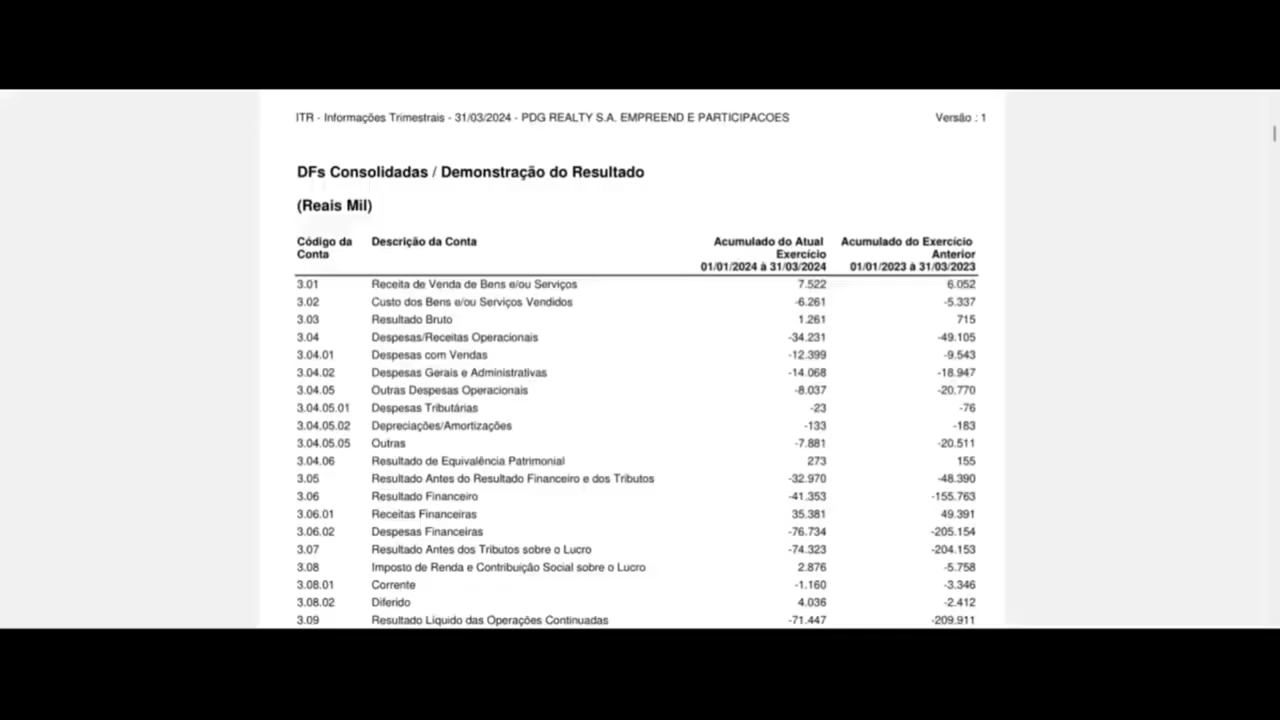 ITR - Informações Trimestrais - 31/03/2024 - PDG REALTY S.A. EMPREEND E PARTICIPACOES Versão : 1
DFs Consolidadas / Demonstração do Resultado
(Reais Mil)
Código da Conta Descrição da Conta Acumulado do Atual Exercício 01/01/2024 à 31/03/2024 Acumulado do Exercício Anterior 01/01/2023 à 31/03/2023
3.01 Receita de Venda de Bens e/ou Serviços 7.522 6.052
3.02 Custo dos Bens e/ou Serviços Vendidos -6.261 -5.337
3.03 Resultado Bruto 1.261 715
3.04 Despesas/Receitas Operacionais -34.231 -49.105
3.04.01 Despesas com Vendas -12.399 -9.543
3.04.02 Despesas Gerais e Administrativas -14.068 -18.947
3.04.05 Outras Despesas Operacionais -8.037 -20.770
3.04.05.01 Despesas Tributárias -23 -76
3.04.05.02 Depreciações/Amortizações -133 -183
3.04.05.05 Outras -7.881 -20.511
3.04.06 Resultado de Equivalência Patrimonial 273 155
3.05 Resultado Antes do Resultado Financeiro e dos Tributos -32.970 -48.390
3.06 Resultado Financeiro -41.353 -155.763
3.06.01 Receitas Financeiras 35.381 49.391
3.06.02 Despesas Financeiras -76.734 -205.154
3.07 Resultado Antes dos Tributos sobre o Lucro -74.323 -204.153
3.08 Imposto de Renda e Contribuição Social sobre o Lucro 2.876 -5.758
3.08.01 Corrente -1.160 -3.346
3.08.02 Diferido 4.036 -2.412
3.09 Resultado Líquido das Operações Continuadas -71.447 -209.911